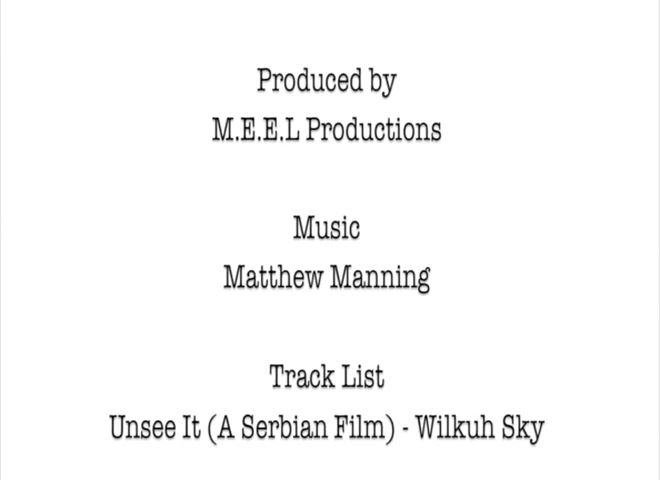 Produced by
M.E.E.L Productions
Music
Matthew Manning
Track List
Unsee It (A Serbian Film) - Wilkuh Sky